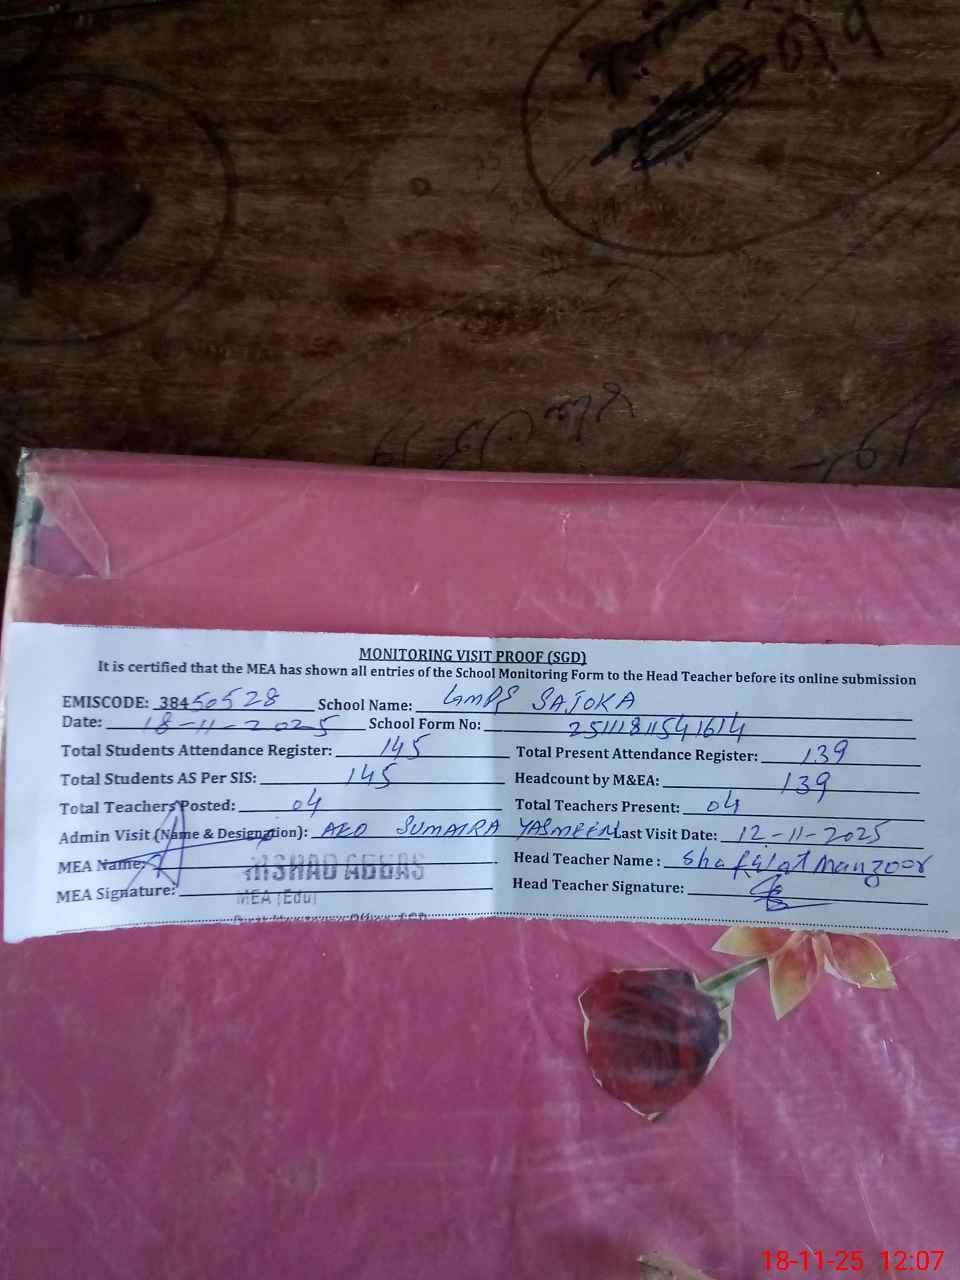 MONITORING VISIT PROOF (SGD)
It is certified that the MEA has shown all entries of the School Monitoring Form to the Head Teacher before its online submission
EMISCODE: 38450528 School Name: GMPS SAJOKA
Date: 18-11-2025 School Form No: 25111811541614
Total Students Attendance Register: 145 Total Present Attendance Register: 139
Total Students AS Per SIS: 145 Headcount by M&EA: 139
Total Teachers Posted: 04 Total Teachers Present: 04
Admin Visit (Name & Designation): AEO SUMAIRA YASMEEN Last Visit Date: 12-11-2025
MEA Name: ABBAS Head Teacher Name : Shafqat Manzoor
MEA Signature: MEA (Edu) Head Teacher Signature:
18-11-25 12:07